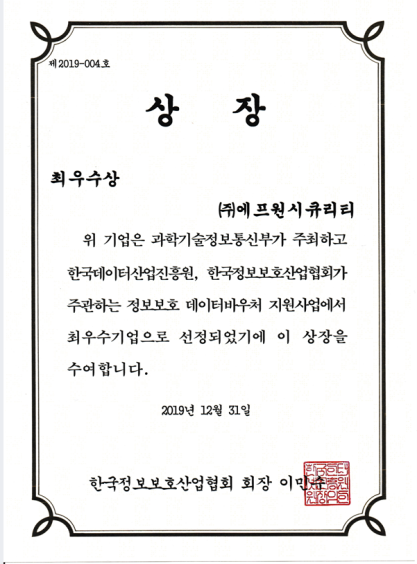 제2019-004호
상 장
최우수상
(주)에프원시큐리티
위 기업은 과학기술정보통신부가 주최하고
한국데이터산업진흥원, 한국정보보호산업협회가
주관하는 정보보호 데이터바우처 지원사업에서
최우수기업으로 선정되었기에 이 상장을
수여합니다.
2019년 12월 31일
한국정보보호산업협회 회장 이민수